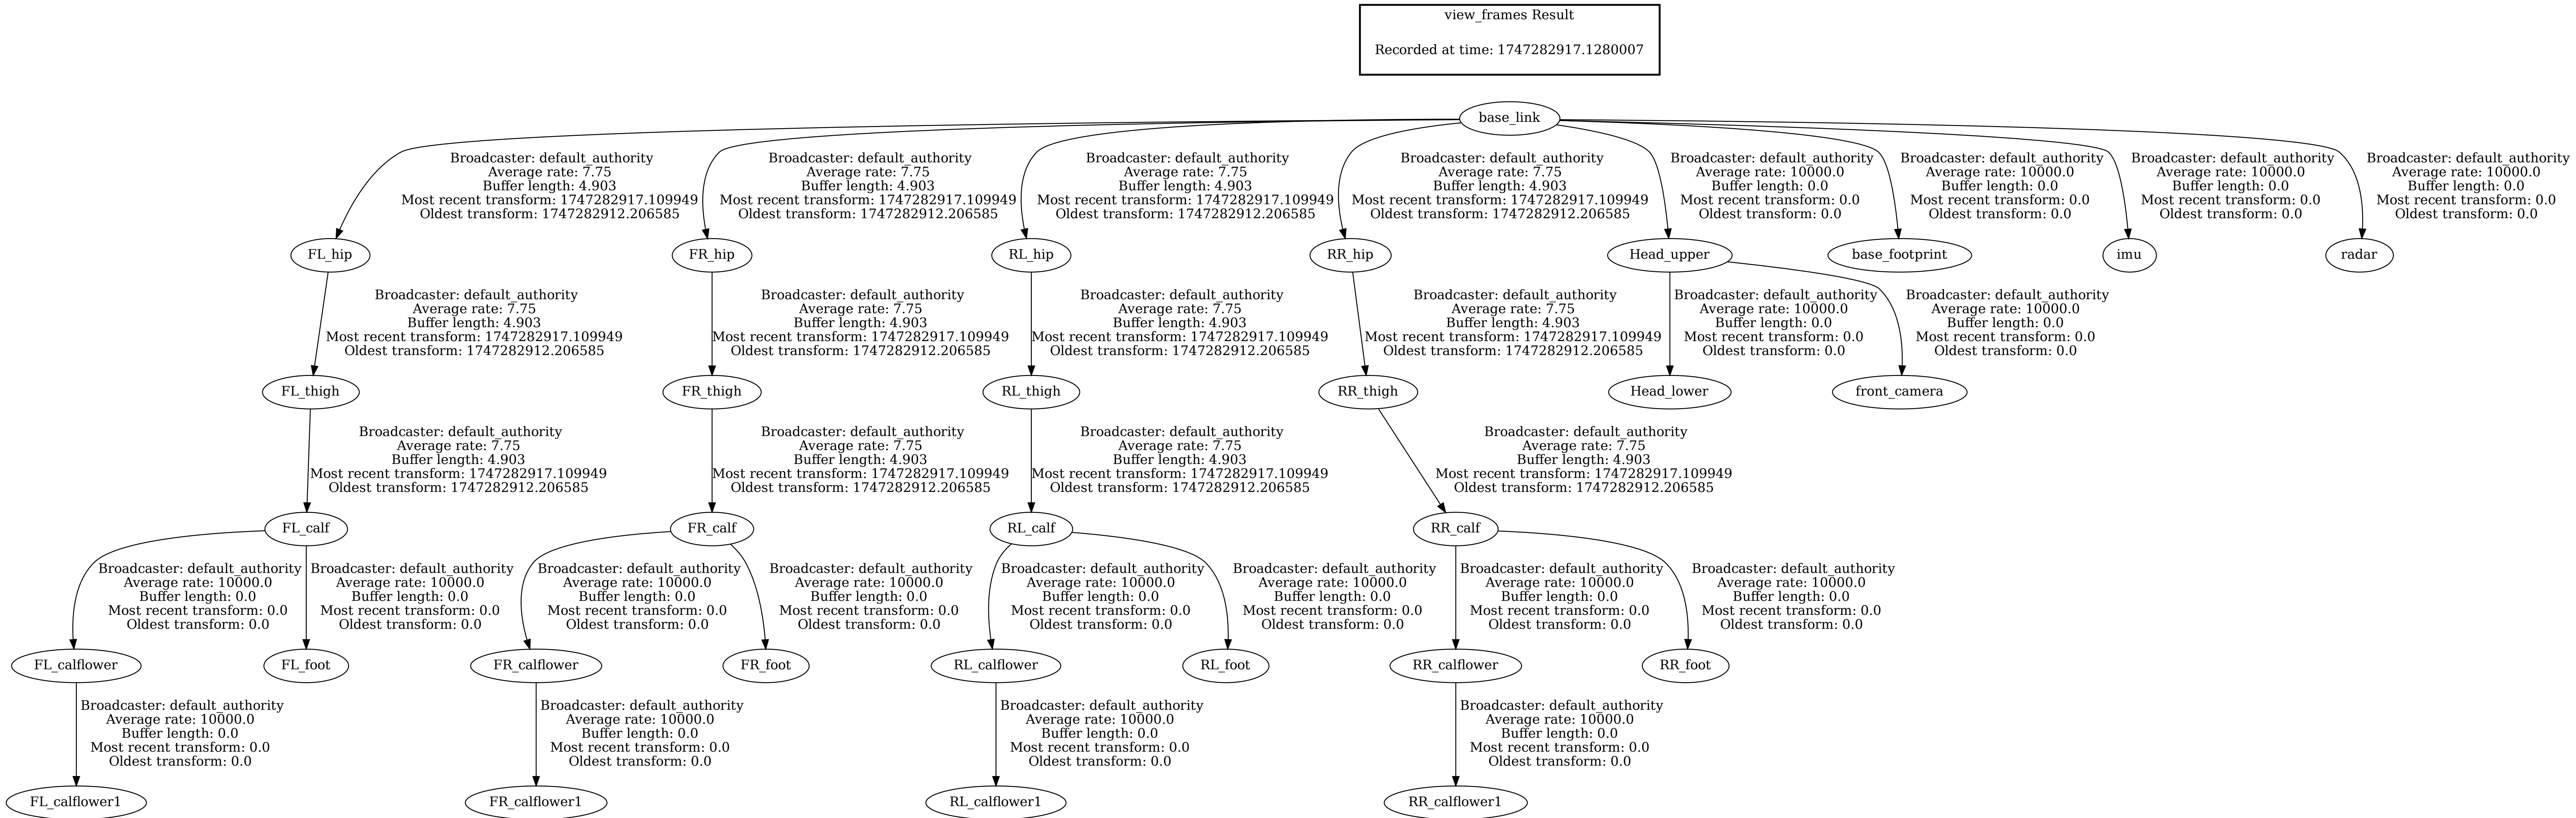 view_frames Result
Recorded at time: 1747282917.1280007
base_link
Broadcaster: default_authority
Average rate: 7.75
Buffer length: 4.903
Most recent transform: 1747282917.109949
Oldest transform: 1747282912.206585
Broadcaster: default_authority
Average rate: 7.75
Buffer length: 4.903
Most recent transform: 1747282917.109949
Oldest transform: 1747282912.206585
Broadcaster: default_authority
Average rate: 7.75
Buffer length: 4.903
Most recent transform: 1747282917.109949
Oldest transform: 1747282912.206585
Broadcaster: default_authority
Average rate: 7.75
Buffer length: 4.903
Most recent transform: 1747282917.109949
Oldest transform: 1747282912.206585
Broadcaster: default_authority
Average rate: 10000.0
Buffer length: 0.0
Most recent transform: 0.0
Oldest transform: 0.0
Broadcaster: default_authority
Average rate: 10000.0
Buffer length: 0.0
Most recent transform: 0.0
Oldest transform: 0.0
Broadcaster: default_authority
Average rate: 10000.0
Buffer length: 0.0
Most recent transform: 0.0
Oldest transform: 0.0
Broadcaster: default_authority
Average rate: 10000.0
Buffer length: 0.0
Most recent transform: 0.0
Oldest transform: 0.0
FL_hip
FR_hip
RL_hip
RR_hip
Head_upper
base_footprint
imu
radar
Broadcaster: default_authority
Average rate: 7.75
Buffer length: 4.903
Most recent transform: 1747282917.109949
Oldest transform: 1747282912.206585
Broadcaster: default_authority
Average rate: 7.75
Buffer length: 4.903
Most recent transform: 1747282917.109949
Oldest transform: 1747282912.206585
Broadcaster: default_authority
Average rate: 7.75
Buffer length: 4.903
Most recent transform: 1747282917.109949
Oldest transform: 1747282912.206585
Broadcaster: default_authority
Average rate: 7.75
Buffer length: 4.903
Most recent transform: 1747282917.109949
Oldest transform: 1747282912.206585
Broadcaster: default_authority
Average rate: 10000.0
Buffer length: 0.0
Most recent transform: 0.0
Oldest transform: 0.0
Broadcaster: default_authority
Average rate: 10000.0
Buffer length: 0.0
Most recent transform: 0.0
Oldest transform: 0.0
FL_thigh
FR_thigh
RL_thigh
RR_thigh
Head_lower
front_camera
Broadcaster: default_authority
Average rate: 7.75
Buffer length: 4.903
Most recent transform: 1747282917.109949
Oldest transform: 1747282912.206585
Broadcaster: default_authority
Average rate: 7.75
Buffer length: 4.903
Most recent transform: 1747282917.109949
Oldest transform: 1747282912.206585
Broadcaster: default_authority
Average rate: 7.75
Buffer length: 4.903
Most recent transform: 1747282917.109949
Oldest transform: 1747282912.206585
Broadcaster: default_authority
Average rate: 7.75
Buffer length: 4.903
Most recent transform: 1747282917.109949
Oldest transform: 1747282912.206585
FL_calf
FR_calf
RL_calf
RR_calf
Broadcaster: default_authority
Average rate: 10000.0
Buffer length: 0.0
Most recent transform: 0.0
Oldest transform: 0.0
Broadcaster: default_authority
Average rate: 10000.0
Buffer length: 0.0
Most recent transform: 0.0
Oldest transform: 0.0
Broadcaster: default_authority
Average rate: 10000.0
Buffer length: 0.0
Most recent transform: 0.0
Oldest transform: 0.0
Broadcaster: default_authority
Average rate: 10000.0
Buffer length: 0.0
Most recent transform: 0.0
Oldest transform: 0.0
Broadcaster: default_authority
Average rate: 10000.0
Buffer length: 0.0
Most recent transform: 0.0
Oldest transform: 0.0
Broadcaster: default_authority
Average rate: 10000.0
Buffer length: 0.0
Most recent transform: 0.0
Oldest transform: 0.0
Broadcaster: default_authority
Average rate: 10000.0
Buffer length: 0.0
Most recent transform: 0.0
Oldest transform: 0.0
Broadcaster: default_authority
Average rate: 10000.0
Buffer length: 0.0
Most recent transform: 0.0
Oldest transform: 0.0
FL_calflower
FL_foot
FR_calflower
FR_foot
RL_calflower
RL_foot
RR_calflower
RR_foot
Broadcaster: default_authority
Average rate: 10000.0
Buffer length: 0.0
Most recent transform: 0.0
Oldest transform: 0.0
Broadcaster: default_authority
Average rate: 10000.0
Buffer length: 0.0
Most recent transform: 0.0
Oldest transform: 0.0
Broadcaster: default_authority
Average rate: 10000.0
Buffer length: 0.0
Most recent transform: 0.0
Oldest transform: 0.0
Broadcaster: default_authority
Average rate: 10000.0
Buffer length: 0.0
Most recent transform: 0.0
Oldest transform: 0.0
FL_calflower1
FR_calflower1
RL_calflower1
RR_calflower1